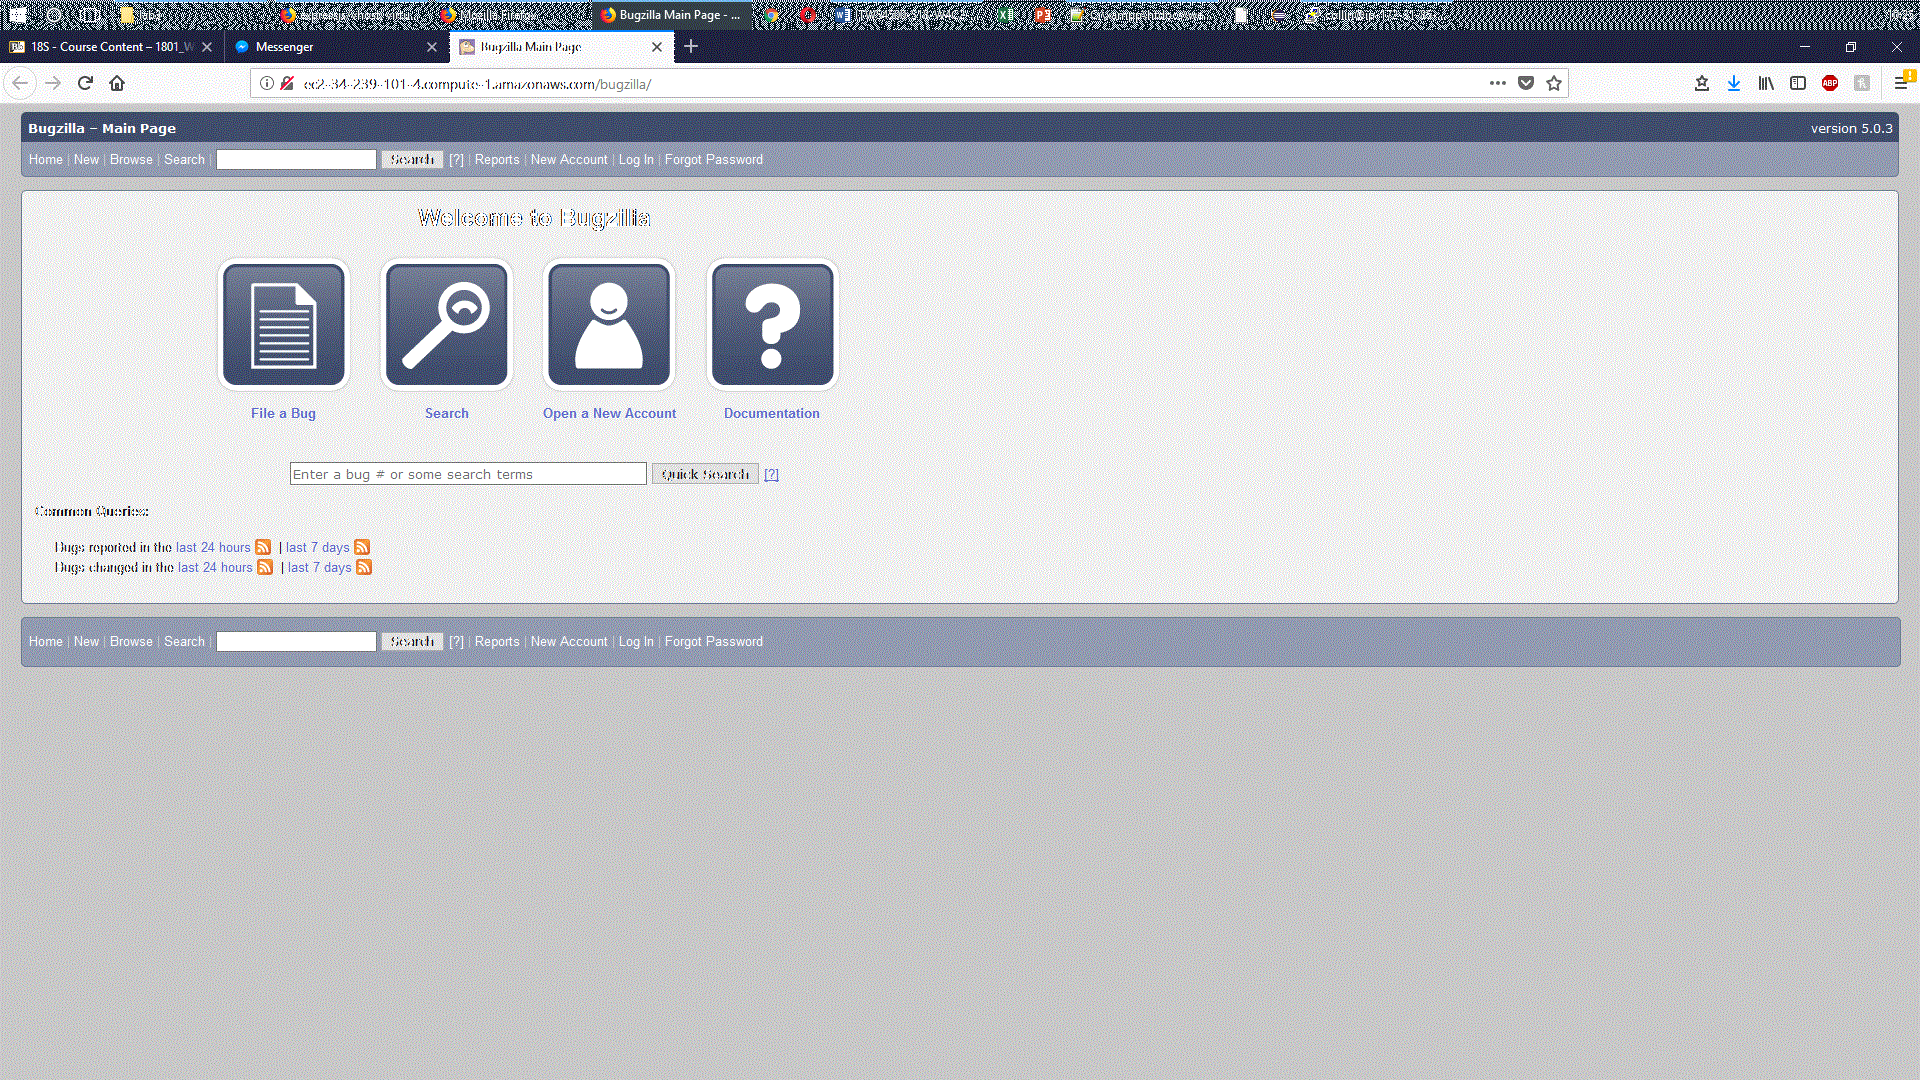 Bugzilla Main Page - ...
18S - Course Content – 1801_W
Messenger
Bugzilla Main Page
ec2-34-239-101-4.compute-1.amazonaws.com/bugzilla/
ABP
Bugzilla – Main Page
version 5.0.3
Home | New | Browse | Search | Search [?] | Reports | New Account | Log In | Forgot Password
Welcome to Bugzilla
File a Bug
Search
Open a New Account
Documentation
Enter a bug # or some search terms Quick Search [?]
Common Queries:
Bugs reported in the last 24 hours | last 7 days
Bugs changed in the last 24 hours | last 7 days
Home | New | Browse | Search | Search [?] | Reports | New Account | Log In | Forgot Password